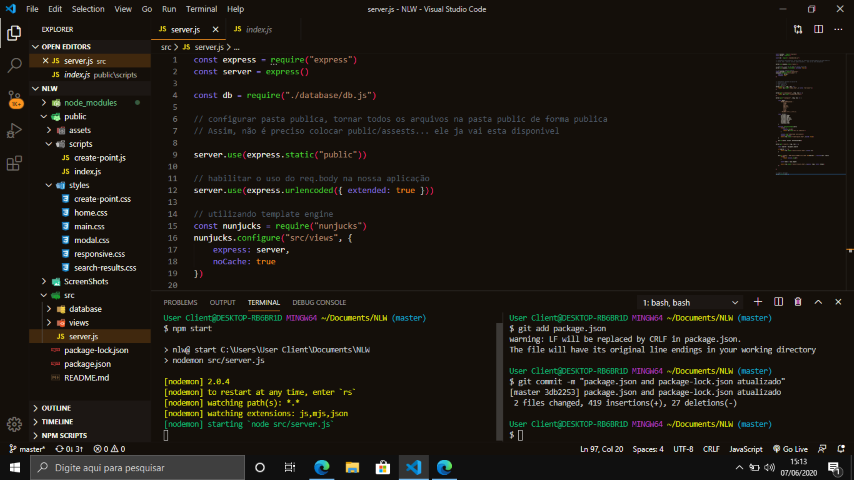 File Edit Selection View Go Run Terminal Help
server.js - NLW - Visual Studio Code
EXPLORER
OPEN EDITORS
server.js src
index.js public\scripts
NLW
node_modules
public
assets
scripts
create-point.js
index.js
styles
create-point.css
home.css
main.css
modal.css
responsive.css
search-results.css
ScreenShots
src
database
views
server.js
package-lock.json
package.json
README.md
OUTLINE
TIMELINE
NPM SCRIPTS
server.js
index.js
src > server.js > ...
1 const express = require("express")
2 const server = express()
3
4 const db = require("./database/db.js")
5
6 // configurar pasta publica, tornar todos os arquivos na pasta public de forma publica
7 // Assim, não é preciso colocar public/assests... ele ja vai esta disponivel
8
9 server.use(express.static("public"))
10
11 // habilitar o uso do req.body na nossa aplicação
12 server.use(express.urlencoded({ extended: true }))
13
14 // utilizando template engine
15 const nunjucks = require("nunjucks")
16 nunjucks.configure("src/views", {
17 express: server,
18 noCache: true
19 })
20
PROBLEMS OUTPUT TERMINAL DEBUG CONSOLE
1: bash, bash
User Client@DESKTOP-RB6BR1D MINGW64 ~/Documents/NLW (master)
$ npm start
> nlw@ start C:\Users\User Client\Documents\NLW
> nodemon src/server.js
[nodemon] 2.0.4
[nodemon] to restart at any time, enter `rs`
[nodemon] watching path(s): *.*
[nodemon] watching extensions: js,mjs,json
[nodemon] starting `node src/server.js`
User Client@DESKTOP-RB6BR1D MINGW64 ~/Documents/NLW (master)
$ git add package.json
warning: LF will be replaced by CRLF in package.json.
The file will have its original line endings in your working directory
User Client@DESKTOP-RB6BR1D MINGW64 ~/Documents/NLW (master)
$ git commit -m "package.json and package-lock.json atualizado"
[master 3db2253] package.json and package-lock.json atualizado
2 files changed, 419 insertions(+), 27 deletions(-)
User Client@DESKTOP-RB6BR1D MINGW64 ~/Documents/NLW (master)
$
master* 0↓ 3↑ 0 0
Ln 97, Col 20 Spaces: 4 UTF-8 CRLF JavaScript Go Live
Digite aqui para pesquisar
15:13
07/06/2020